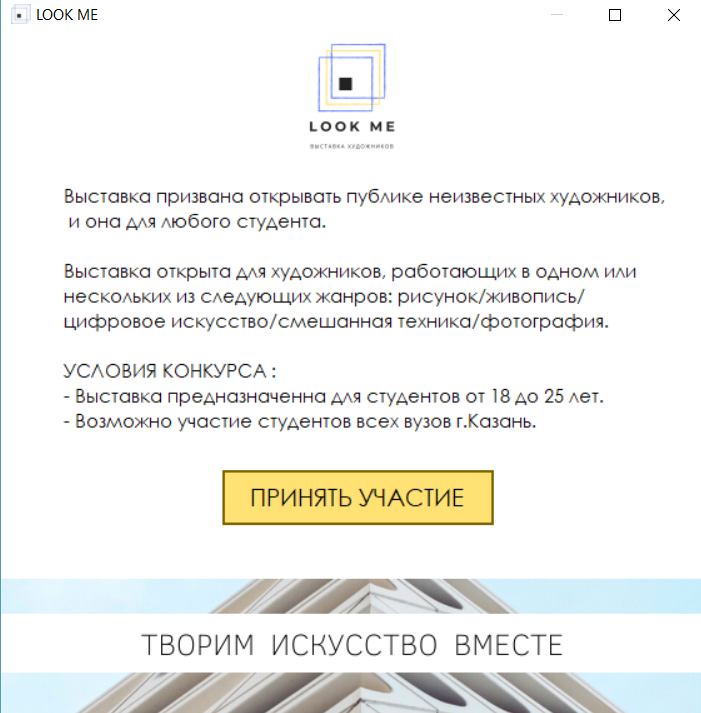 LOOK ME
LOOK ME
ВЫСТАВКА ХУДОЖНИКОВ
Выставка призвана открывать публике неизвестных художников,
и она для любого студента.
Выставка открыта для художников, работающих в одном или
нескольких из следующих жанров: рисунок/живопись/
цифровое искусство/смешанная техника/фотография.
УСЛОВИЯ КОНКУРСА :
- Выставка предназначенна для студентов от 18 до 25 лет.
- Возможно участие студентов всех вузов г.Казань.
ПРИНЯТЬ УЧАСТИЕ
ТВОРИМ ИСКУССТВО ВМЕСТЕ